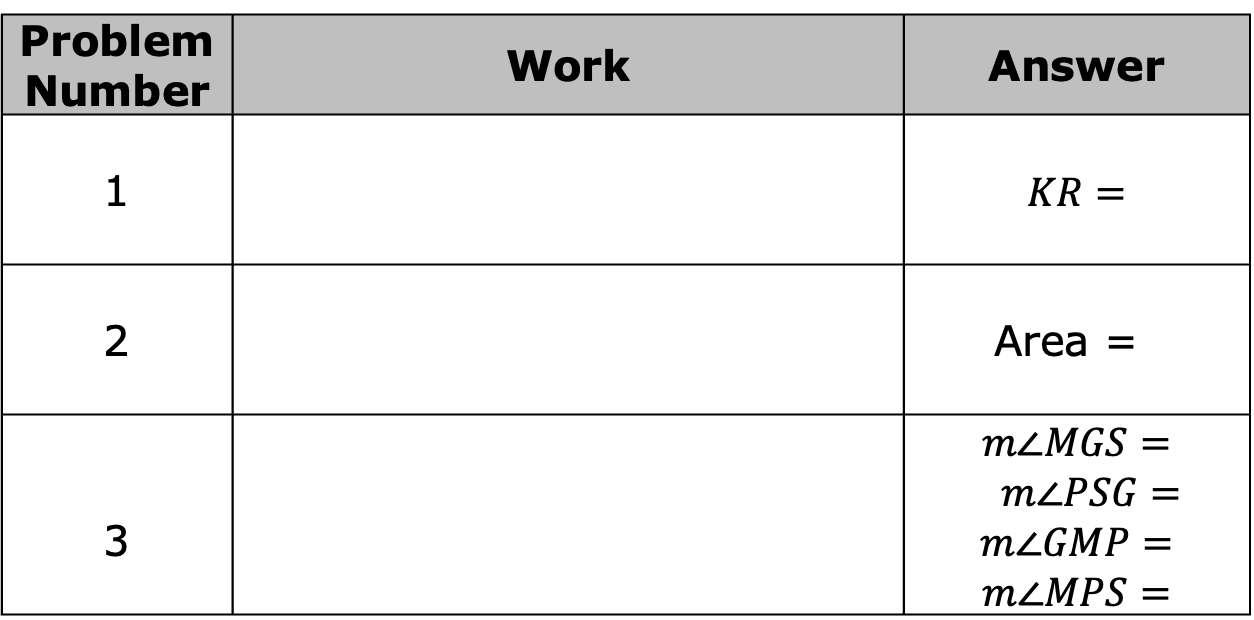 Problem Number
Work
Answer
1
𝐾𝑅 =
2
Area =
3
𝑚∠𝑀𝐺𝑆 =
𝑚∠𝑃𝑆𝐺 =
𝑚∠𝐺𝑀𝑃 =
𝑚∠𝑀𝑃𝑆 =